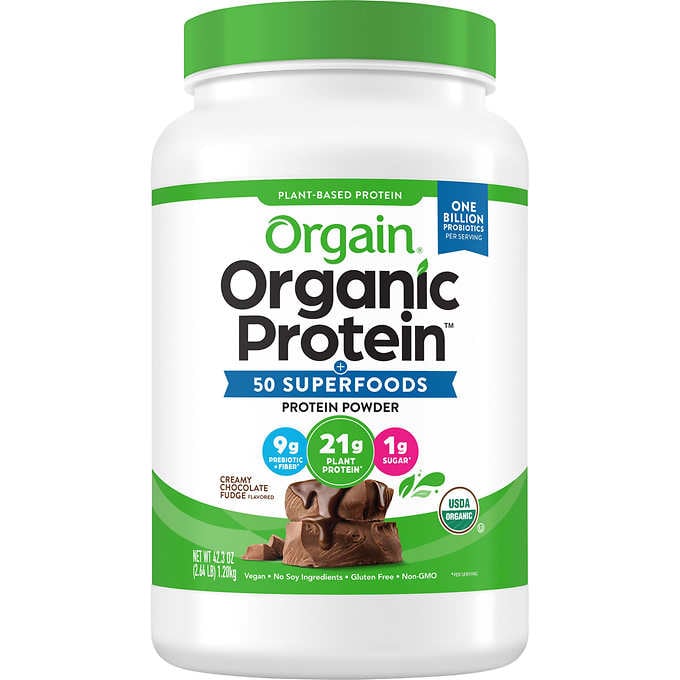 PLANT-BASED PROTEIN
ONE
BILLION
PROBIOTICS
PER SERVING
Orgain®
Organic
Protein™
+
50 SUPERFOODS
PROTEIN POWDER
9g
PREBIOTIC
+ FIBER*
21g
PLANT
PROTEIN*
1g
SUGAR*
CREAMY
CHOCOLATE
FUDGE FLAVORED
USDA
ORGANIC
U
NET WT 42.3 OZ
(2.64 LB) 1.20kg
Vegan • No Soy Ingredients • Gluten Free • Non-GMO
*PER SERVING